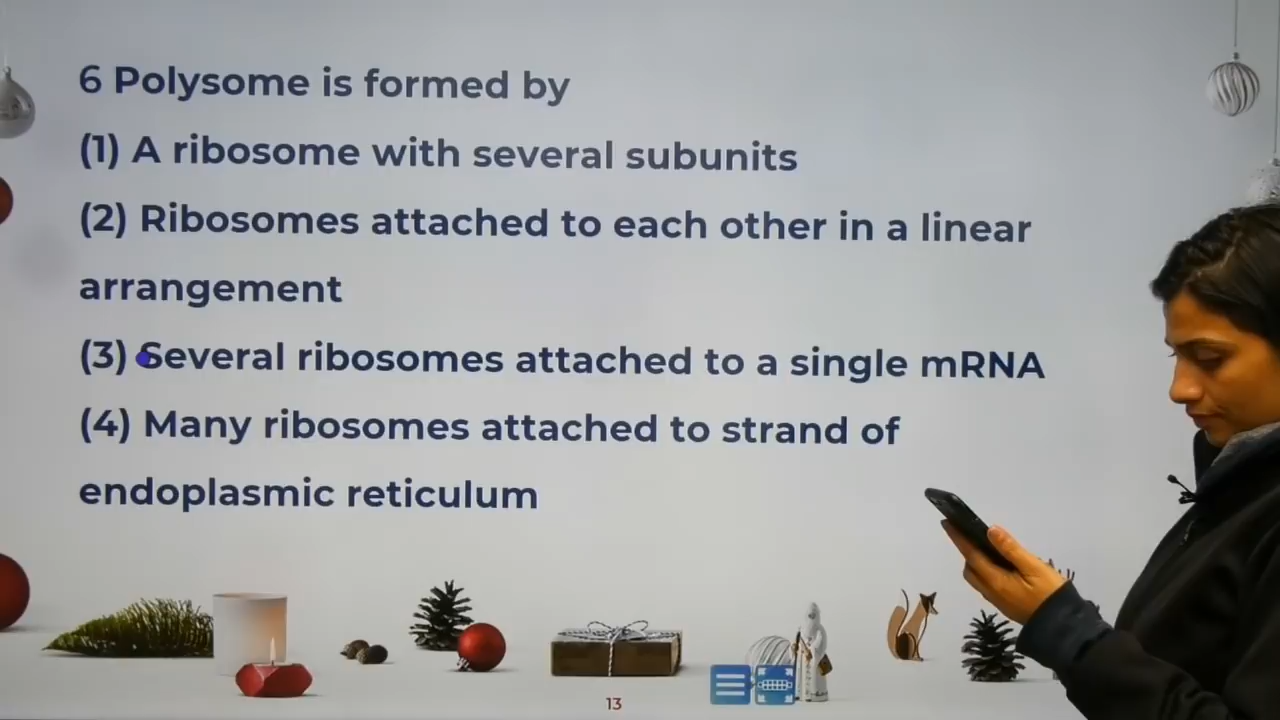 6 Polysome is formed by
(1) A ribosome with several subunits
(2) Ribosomes attached to each other in a linear
arrangement
(3) Several ribosomes attached to a single mRNA
(4) Many ribosomes attached to strand of
endoplasmic reticulum
13